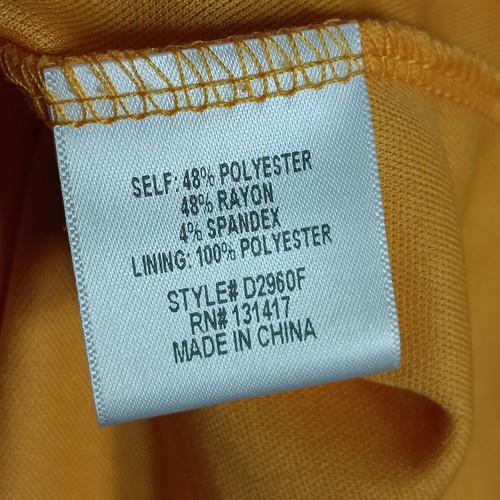 SELF: 48% POLYESTER
48% RAYON
4% SPANDEX
LINING: 100% POLYESTER
STYLE# D2960F
RN# 131417
MADE IN CHINA